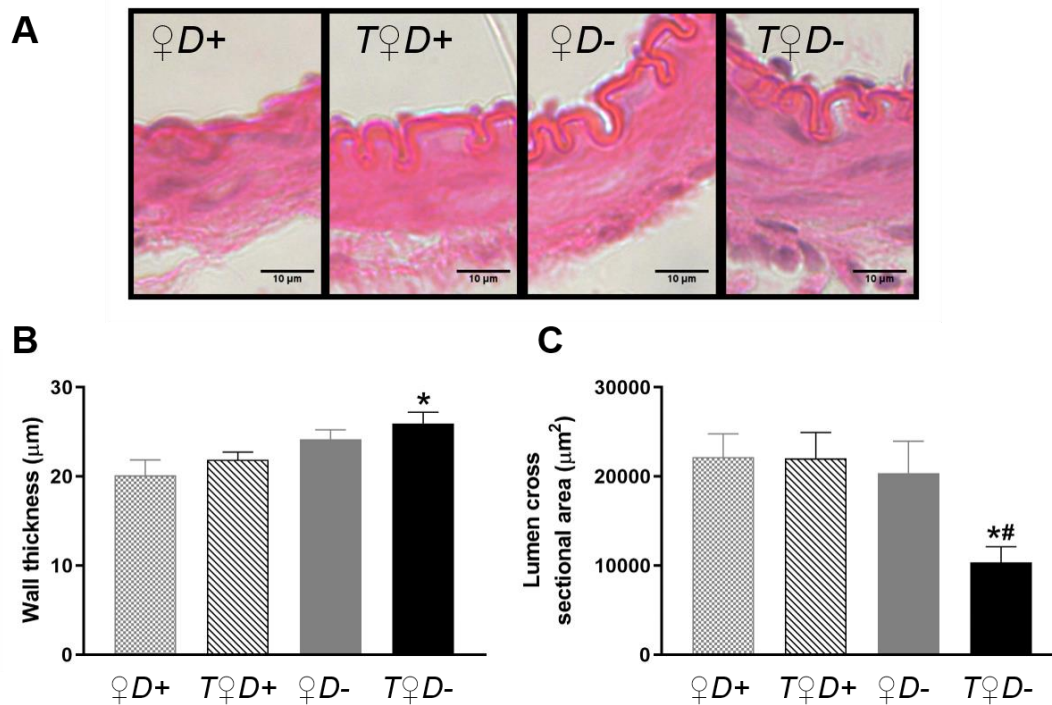 A
♀D+ T♀D+ ♀D- T♀D-
10 µm 10 µm 10 µm 10 µm
B
Wall thickness (µm)
30
20
10
0
*
♀D+ T♀D+ ♀D- T♀D-
C
Lumen cross
sectional area (µm²)
30000
20000
10000
0
*#
♀D+ T♀D+ ♀D- T♀D-